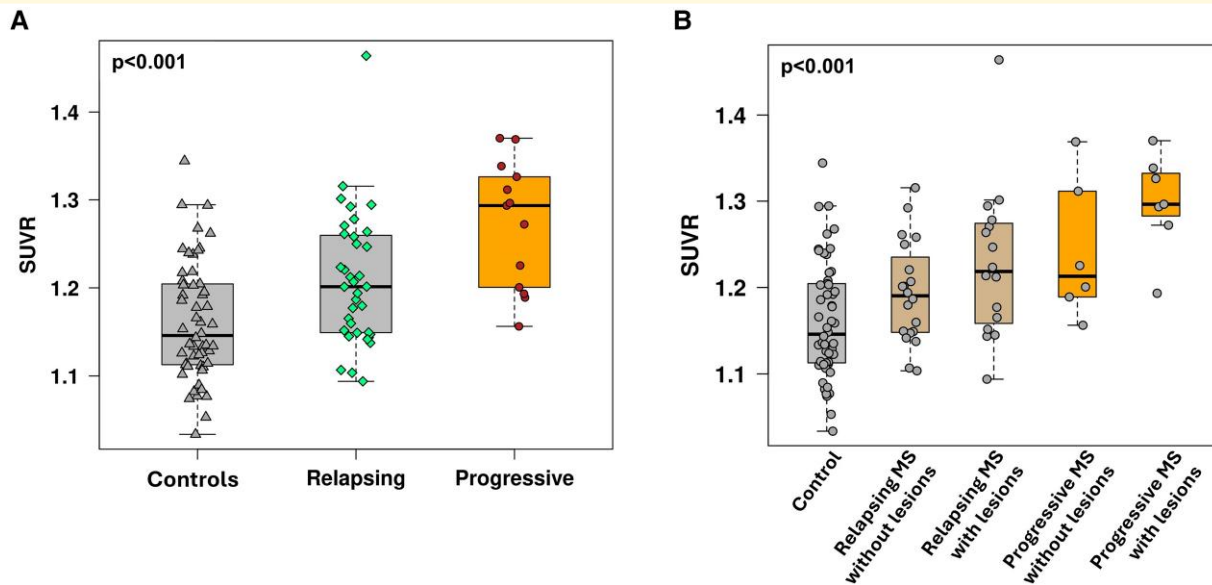 A
p<0.001
SUVR
1.4
1.3
1.2
1.1
Controls
Relapsing
Progressive
B
p<0.001
SUVR
1.4
1.3
1.2
1.1
Control
Relapsing MS
without lesions
Relapsing MS
with lesions
Progressive MS
without lesions
Progressive MS
with lesions